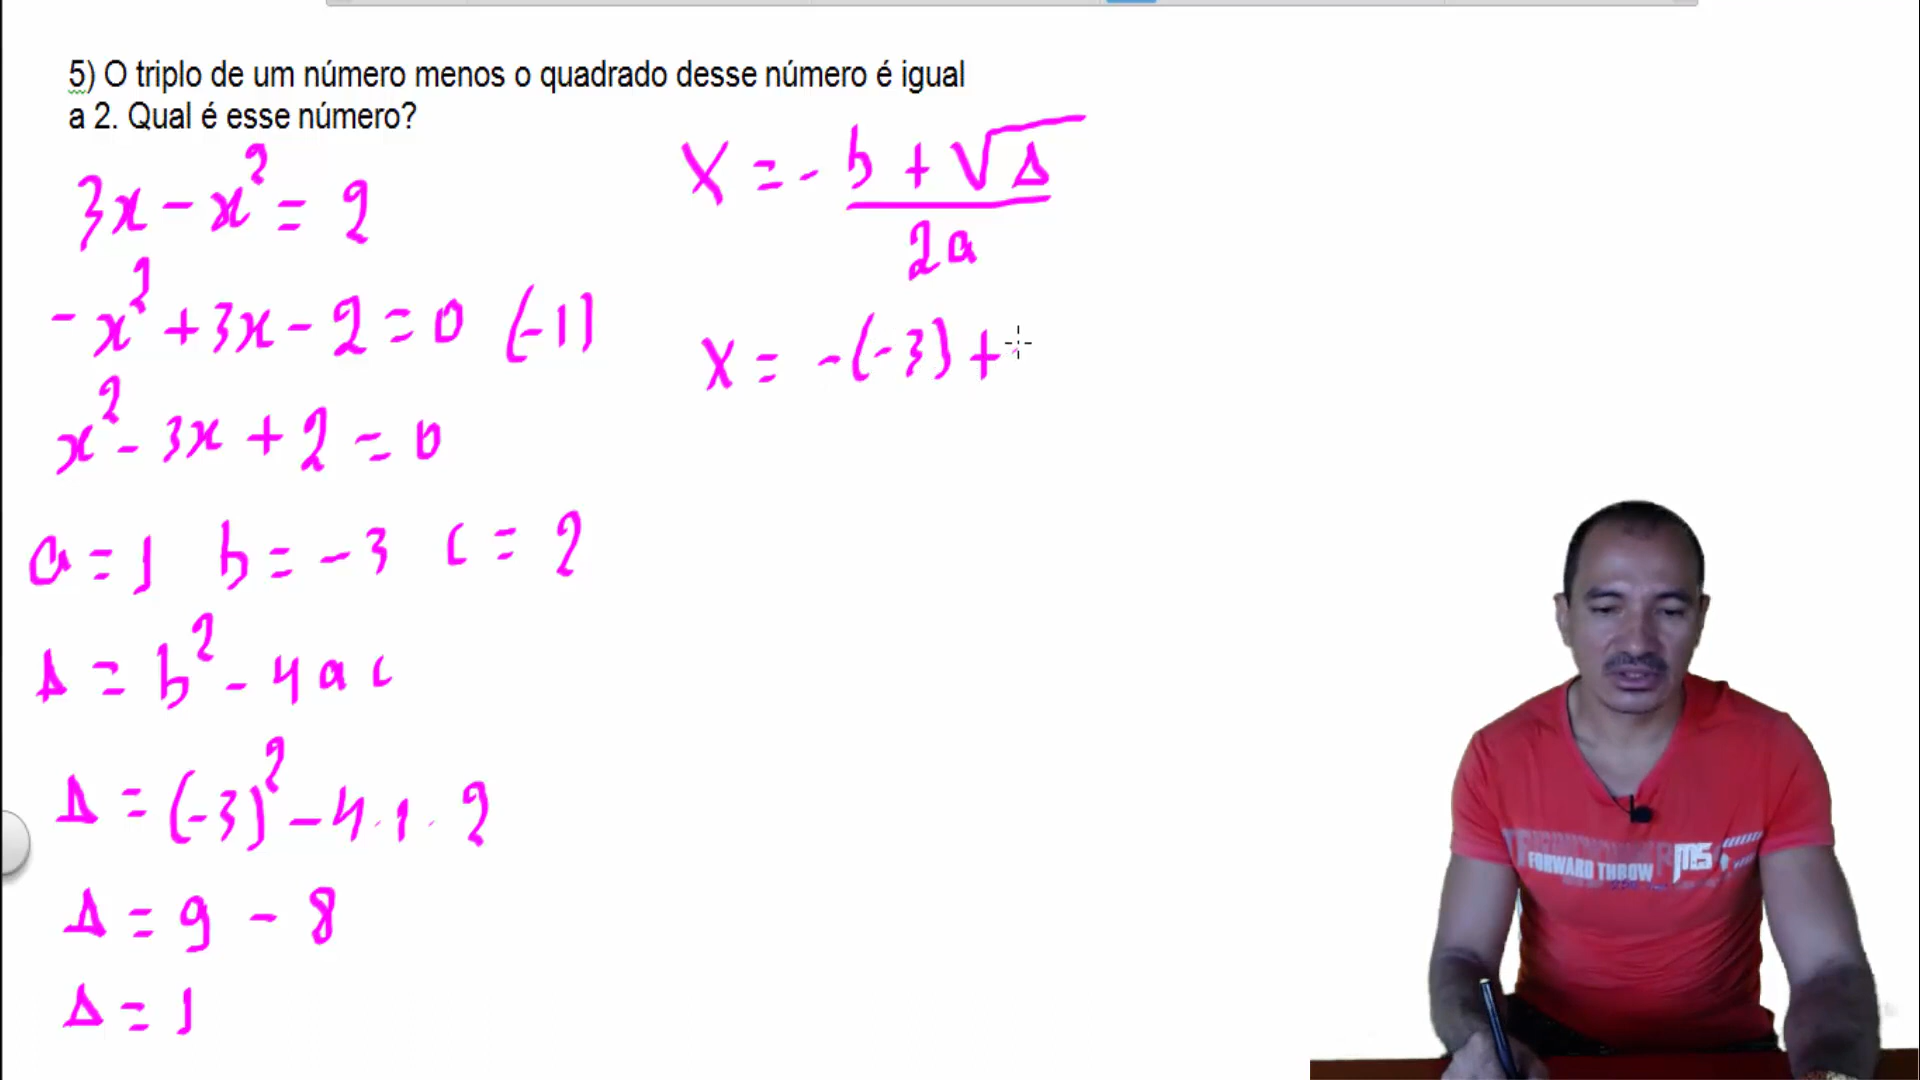 5) O triplo de um número menos o quadrado desse número é igual
a 2. Qual é esse número?
3x - x² = 2
-x² + 3x - 2 = 0 (-1)
x² - 3x + 2 = 0
a = 1 b = -3 c = 2
Δ = b² - 4ac
Δ = (-3)² - 4 . 1 . 2
Δ = 9 - 8
Δ = 1
X = - b + √Δ
2a
X = -(-3) +
FORWARD THROW
MS